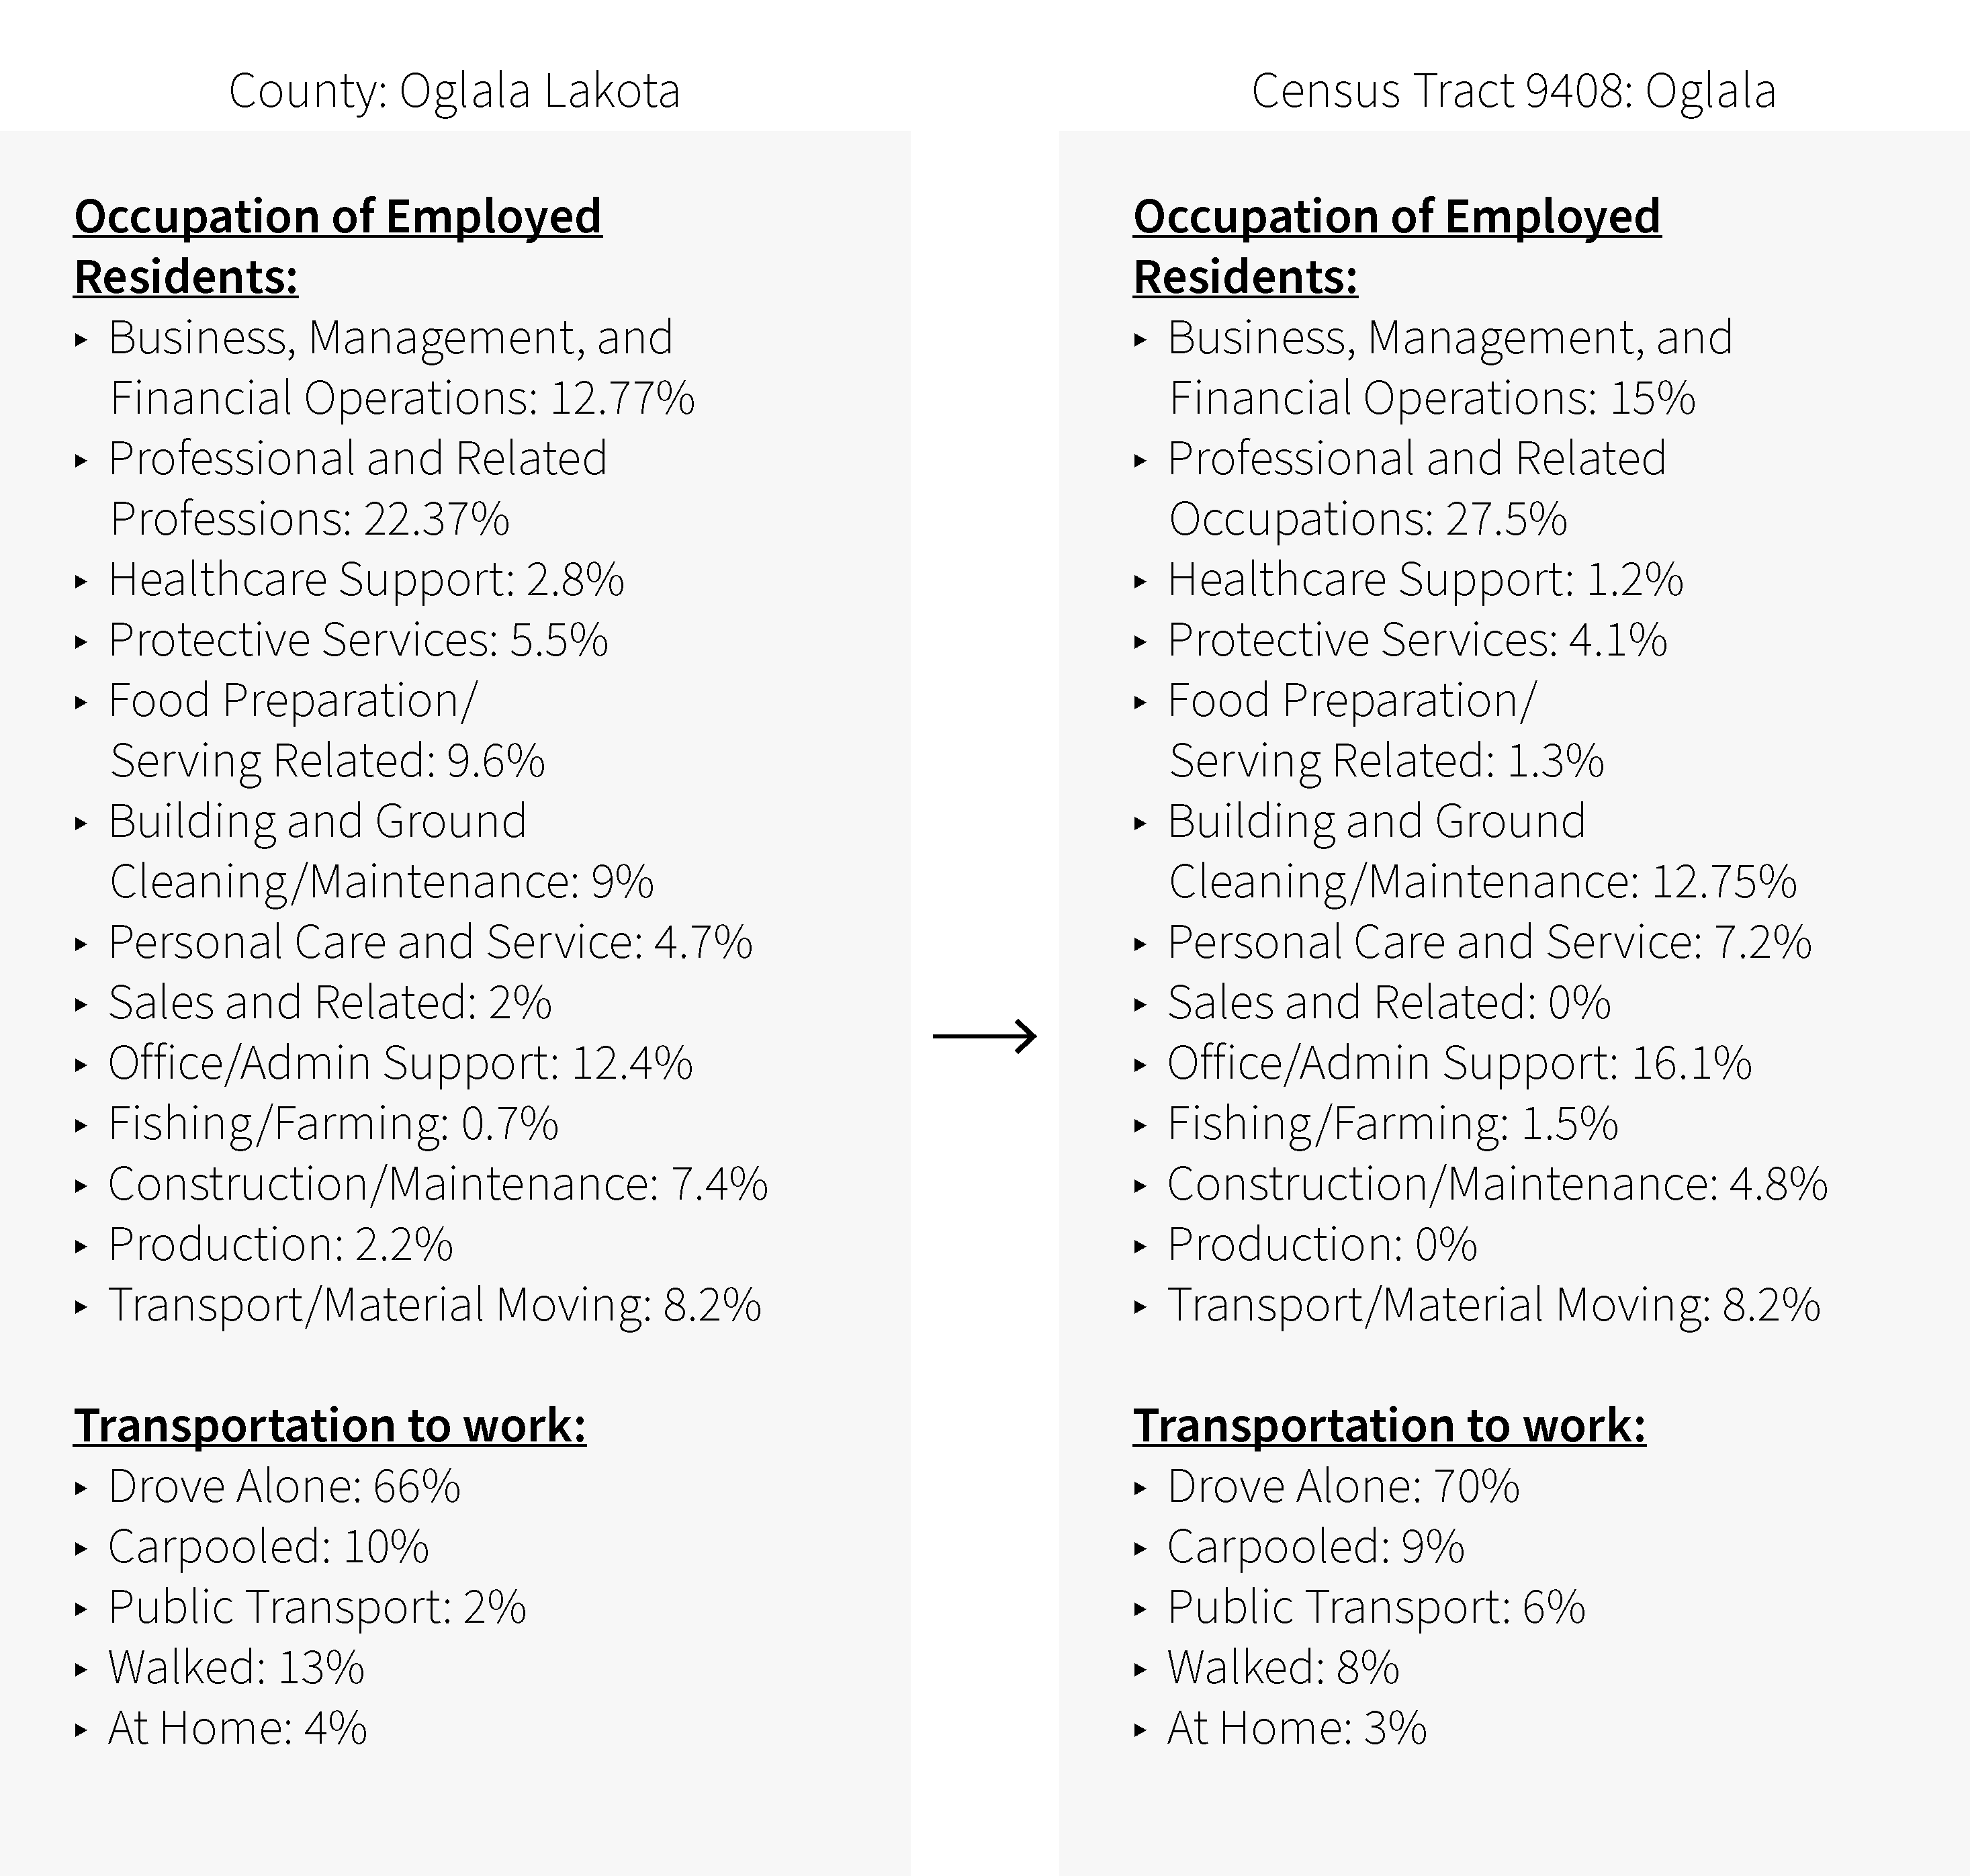 County: Oglala Lakota
Occupation of Employed
Residents:
‣ Business, Management, and
Financial Operations: 12.77%
‣ Professional and Related
Professions: 22.37%
‣ Healthcare Support: 2.8%
‣ Protective Services: 5.5%
‣ Food Preparation/
Serving Related: 9.6%
‣ Building and Ground
Cleaning/Maintenance: 9%
‣ Personal Care and Service: 4.7%
‣ Sales and Related: 2%
‣ Office/Admin Support: 12.4%
‣ Fishing/Farming: 0.7%
‣ Construction/Maintenance: 7.4%
‣ Production: 2.2%
‣ Transport/Material Moving: 8.2%
Transportation to work:
‣ Drove Alone: 66%
‣ Carpooled: 10%
‣ Public Transport: 2%
‣ Walked: 13%
‣ At Home: 4%
Census Tract 9408: Oglala
Occupation of Employed
Residents:
‣ Business, Management, and
Financial Operations: 15%
‣ Professional and Related
Occupations: 27.5%
‣ Healthcare Support: 1.2%
‣ Protective Services: 4.1%
‣ Food Preparation/
Serving Related: 1.3%
‣ Building and Ground
Cleaning/Maintenance: 12.75%
‣ Personal Care and Service: 7.2%
‣ Sales and Related: 0%
‣ Office/Admin Support: 16.1%
‣ Fishing/Farming: 1.5%
‣ Construction/Maintenance: 4.8%
‣ Production: 0%
‣ Transport/Material Moving: 8.2%
Transportation to work:
‣ Drove Alone: 70%
‣ Carpooled: 9%
‣ Public Transport: 6%
‣ Walked: 8%
‣ At Home: 3%